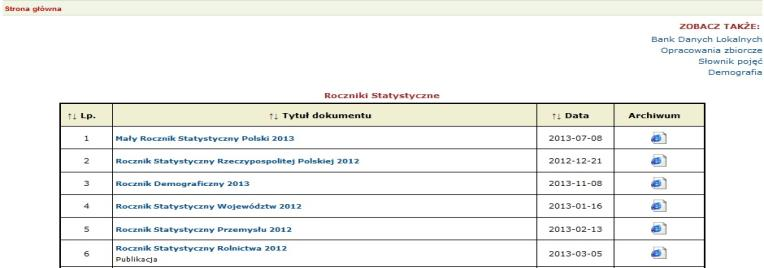 Strona główna
ZOBACZ TAKŻE:
Bank Danych Lokalnych
Opracowania zbiorcze
Słownik pojęć
Demografia
Roczniki Statystyczne
↑↓ Lp. ↑↓ Tytuł dokumentu ↑↓ Data Archiwum
1 Mały Rocznik Statystyczny Polski 2013 2013-07-08
2 Rocznik Statystyczny Rzeczypospolitej Polskiej 2012 2012-12-21
3 Rocznik Demograficzny 2013 2013-11-08
4 Rocznik Statystyczny Województw 2012 2013-01-16
5 Rocznik Statystyczny Przemysłu 2012 2013-02-13
6 Rocznik Statystyczny Rolnictwa 2012 2013-03-05
Publikacja